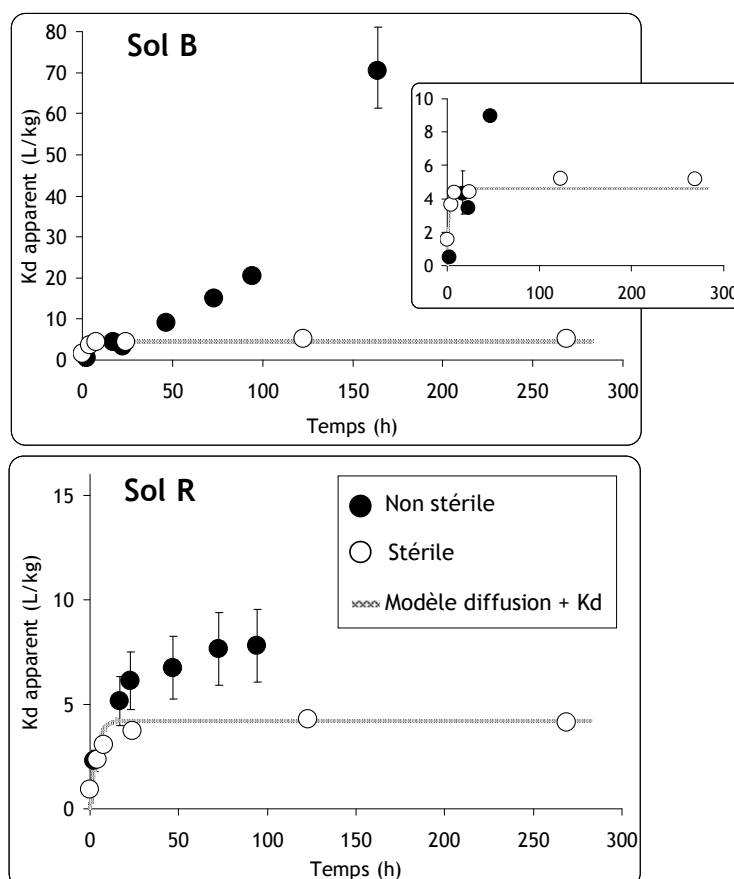 Sol B
Kd apparent (L/kg)
80
70
60
50
40
30
20
10
0
0 50 100 150 200 250 300
Temps (h)
10
8
6
4
2
0
0 100 200 300
Sol R
Kd apparent (L/kg)
15
10
5
0
0 50 100 150 200 250 300
Temps (h)
Non stérile
Stérile
Modèle diffusion + Kd